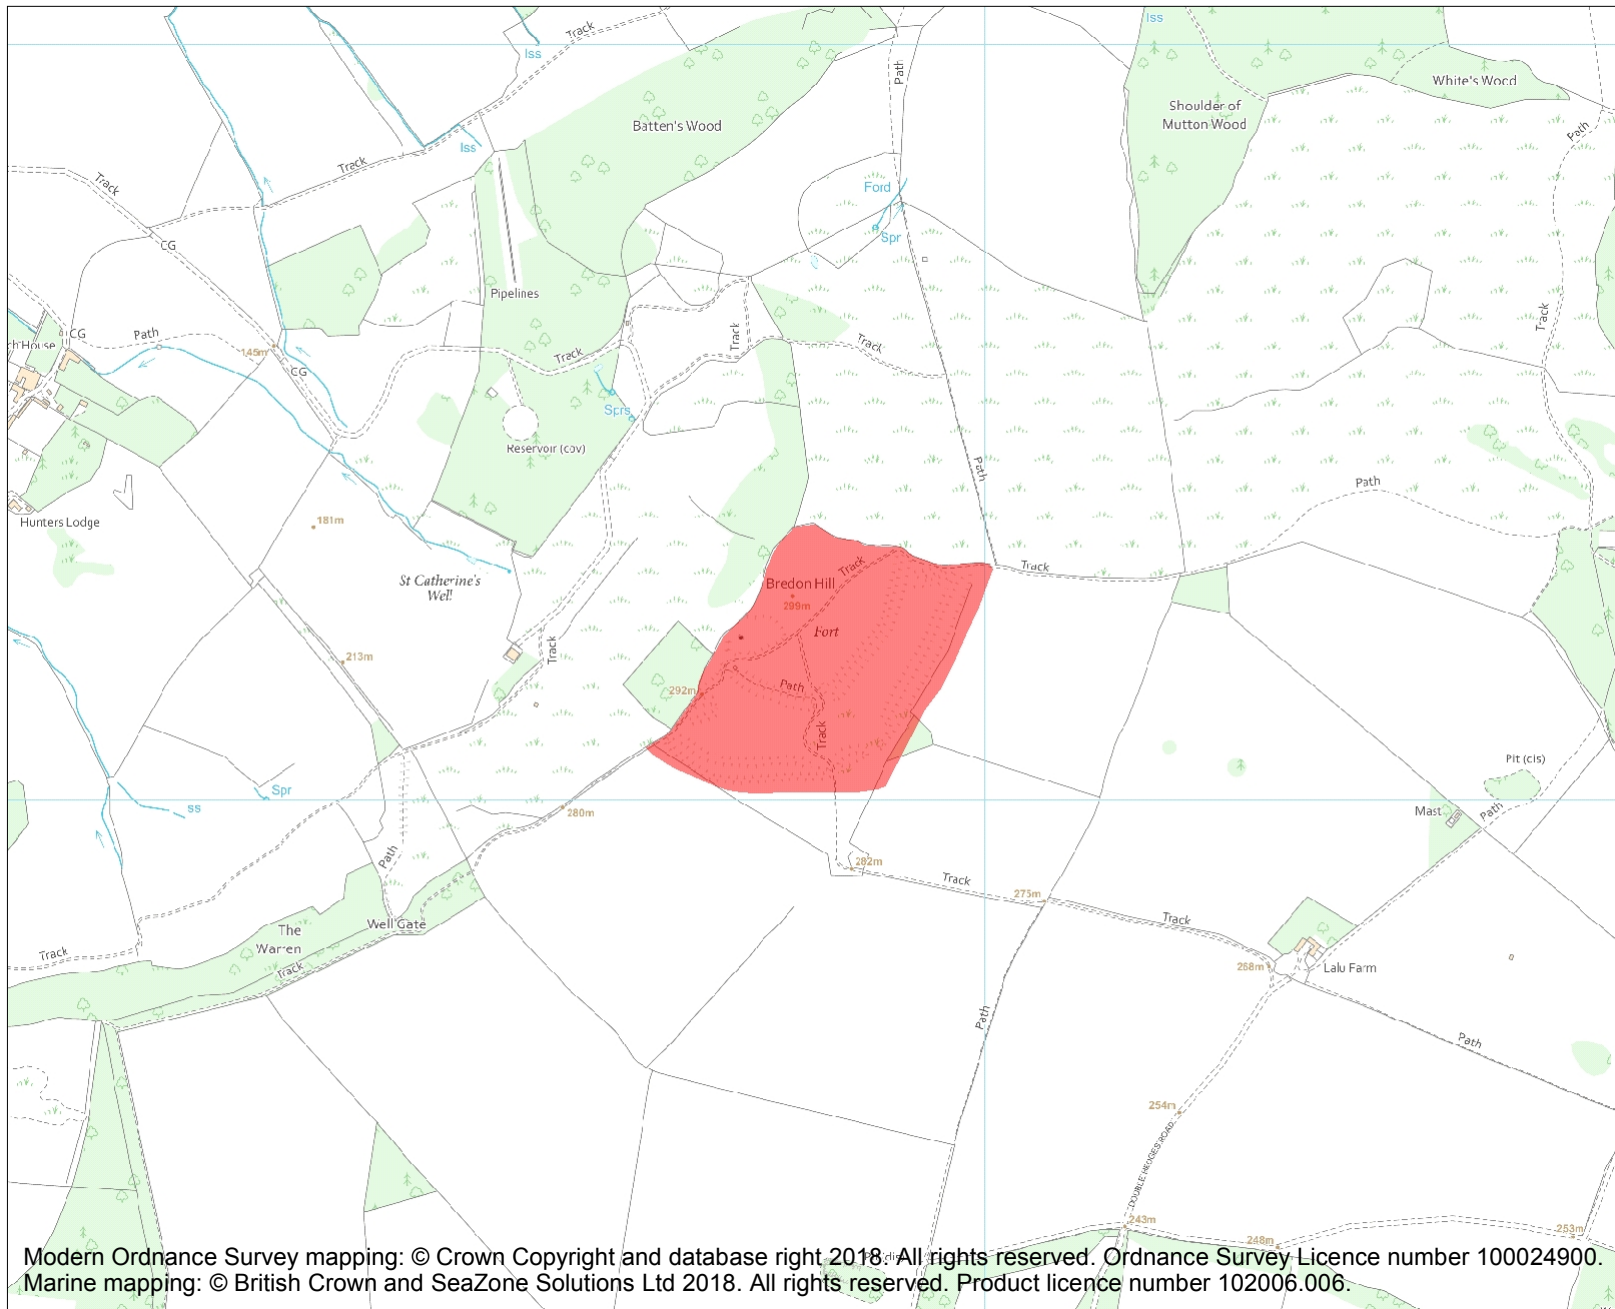 Iss
Track
Iss
Path
White's Wood
Shoulder of
Mutton Wood
Batten's Wood
Path
Iss
Track
Track
Ford
Spr
CG
Pipelines
Track
CG
Path
145m
CG
Track
Track
Track
Sprs
Reservoir (cov)
Path
Path
181m
Hunters Lodge
St Catherine's
Track
Track
Bredon Hill
299m
Fort
Track
213m
292m
Path
Track
Pit (dis)
Spr
280m
Mast
Path
Path
282m
Track
275m
Track
Well Gate
The
Warren
Track
Track
268m
Lalu Farm
Path
Path
254m
DOUBLE HEDGES ROAD
243m
248m
253m
Modern Ordnance Survey mapping: © Crown Copyright and database right 2018. All rights reserved. Ordnance Survey Licence number 100024900.
Marine mapping: © British Crown and SeaZone Solutions Ltd 2018. All rights reserved. Product licence number 102006.006.